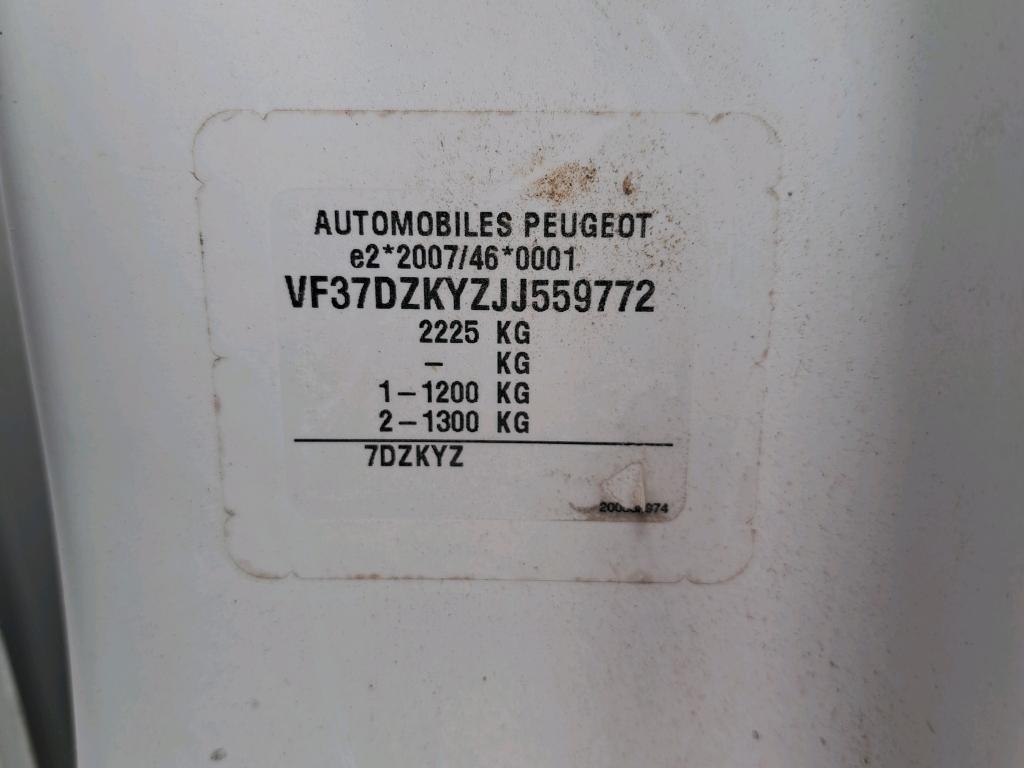 AUTOMOBILES PEUGEOT
e2*2007/46*0001
VF37DZKYZJJ559772
2225 KG
– KG
1–1200 KG
2–1300 KG
7DZKYZ